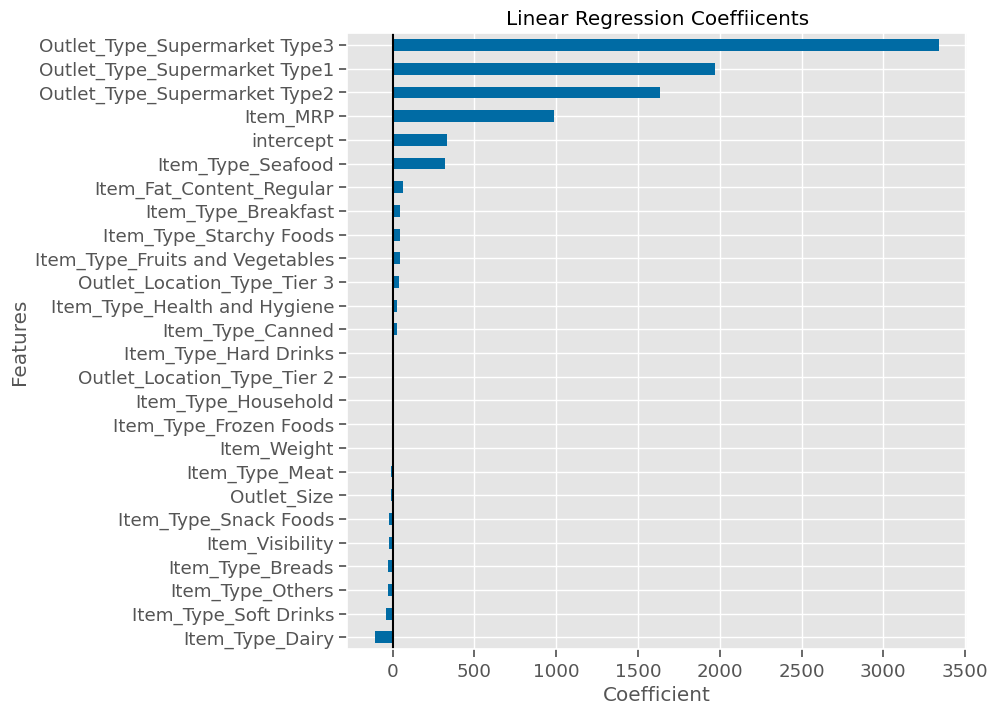 Linear Regression Coeffiicents
Outlet_Type_Supermarket Type3
Outlet_Type_Supermarket Type1
Outlet_Type_Supermarket Type2
Item_MRP
intercept
Item_Type_Seafood
Item_Fat_Content_Regular
Item_Type_Breakfast
Item_Type_Starchy Foods
Item_Type_Fruits and Vegetables
Outlet_Location_Type_Tier 3
Item_Type_Health and Hygiene
Item_Type_Canned
Item_Type_Hard Drinks
Outlet_Location_Type_Tier 2
Item_Type_Household
Item_Type_Frozen Foods
Item_Weight
Item_Type_Meat
Outlet_Size
Item_Type_Snack Foods
Item_Visibility
Item_Type_Breads
Item_Type_Others
Item_Type_Soft Drinks
Item_Type_Dairy
Features
0 500 1000 1500 2000 2500 3000 3500
Coefficient